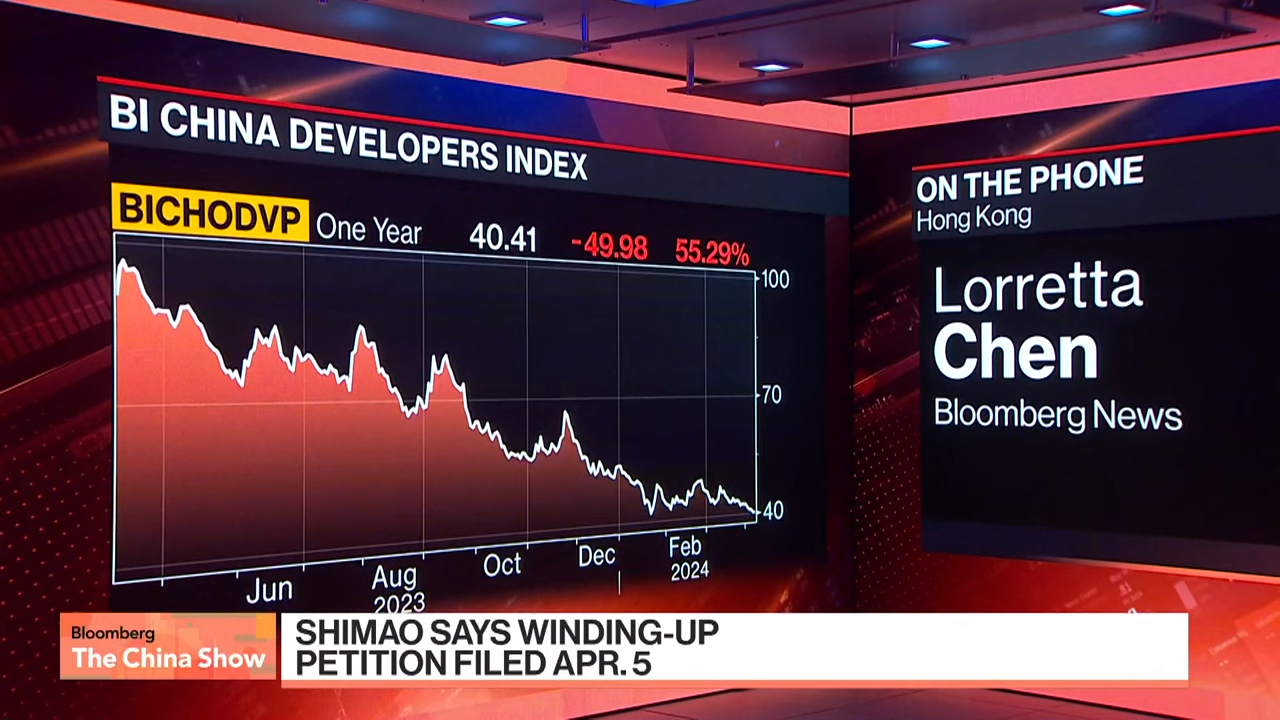 BI CHINA DEVELOPERS INDEX
BICHODVP One Year 40.41 -49.98 55.29%
100
70
40
Jun Aug Oct Dec Feb
2023 2024
ON THE PHONE
Hong Kong
Lorretta
Chen
Bloomberg News
Bloomberg
The China Show
SHIMAO SAYS WINDING-UP
PETITION FILED APR. 5